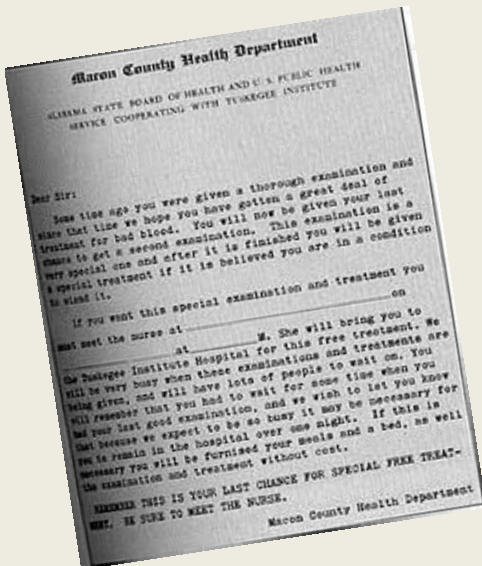 Macon County Health Department
ALABAMA STATE BOARD OF HEALTH AND U. S. PUBLIC HEALTH
SERVICE COOPERATING WITH TUSKEGEE INSTITUTE
Dear Sir:
Some time ago you were given a thorough examination and
since that time we hope you have gotten a great deal of
treatment for bad blood. You will now be given your last
chance to get a second examination. This examination is a
very special one and after it is finished you will be given
a special treatment if it is believed you are in a condition
to stand it.
If you want this special examination and treatment you
must meet the nurse at on
at M. She will bring you to
the Tuskegee Institute Hospital for this free treatment. We
will be very busy when these examinations and treatments are
being given, and will have lots of people to wait on. You
will remember that you had to wait for some time when you
had your last good examination, and we wish to let you know
that because we expect to be so busy it may be necessary for
you to remain in the hospital over one night. If this is
necessary you will be furnished your meals and a bed, as well
the examination and treatment without cost.
REMEMBER THIS IS YOUR LAST CHANCE FOR SPECIAL FREE TREAT-
MENT. BE SURE TO MEET THE NURSE.
Macon County Health Department